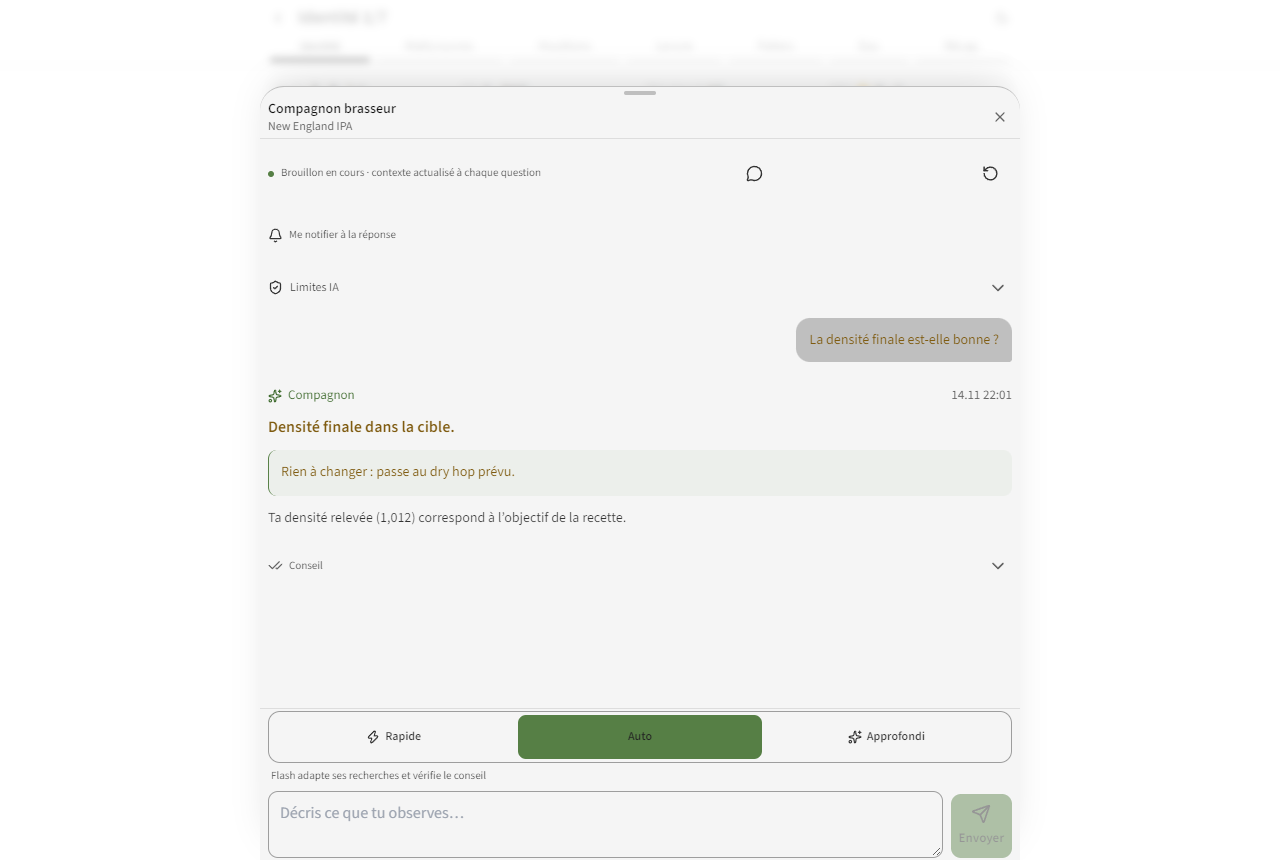 Identité 2.7
Compagnon brasseur
New England IPA
Brouillon en cours · contexte actualisé à chaque question
Me notifier à la réponse
Limites IA
La densité finale est-elle bonne ?
Compagnon
14.11 22:01
Densité finale dans la cible.
Rien à changer : passe au dry hop prévu.
Ta densité relevée (1,012) correspond à l’objectif de la recette.
Conseil
Rapide
Auto
Approfondi
Flash adapte ses recherches et vérifie le conseil
Décris ce que tu observes…
Envoyer